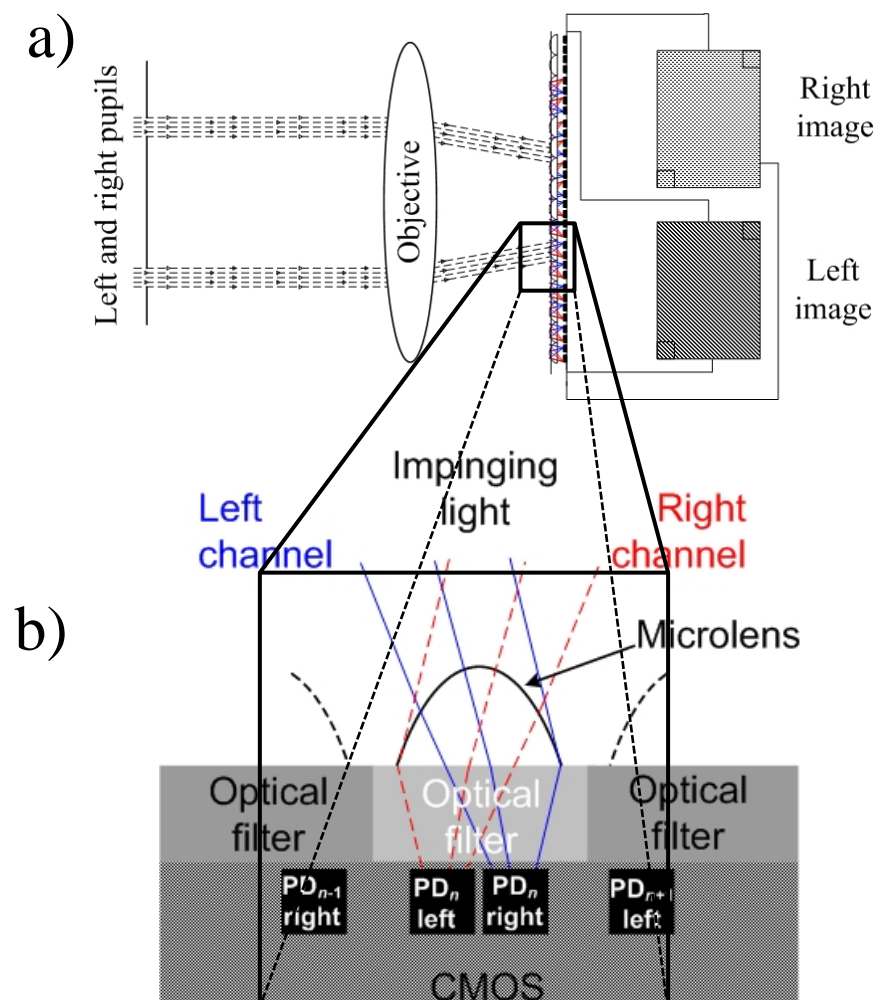 a)
Left and right pupils
Objective
Right
image
Left
image
Impinging
light
Left
channel
Right
channel
b)
Microlens
Optical
filter
Optical
filter
Optical
filter
PDn-1
right
PDn
left
PDn
right
PDn+1
left
CMOS